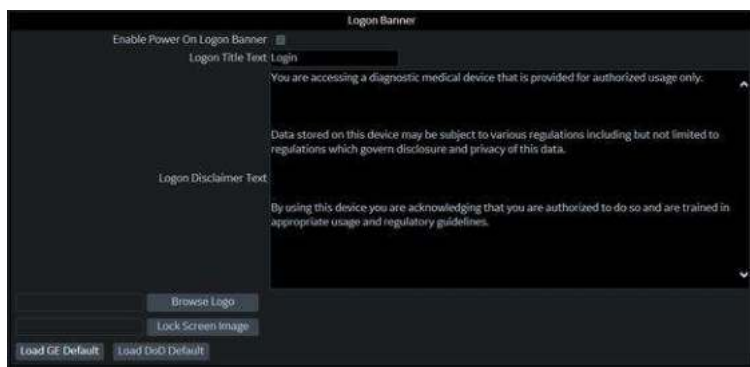 Logon Banner
Enable Power On Logon Banner
Logon Title Text Login
You are accessing a diagnostic medical device that is provided for authorized usage only.
Data stored on this device may be subject to various regulations including but not limited to
regulations which govern disclosure and privacy of this data.
Logon Disclaimer Text
By using this device you are acknowledging that you are authorized to do so and are trained in
appropriate usage and regulatory guidelines.
Browse Logo
Lock Screen Image
Load GE Default Load DoD Default